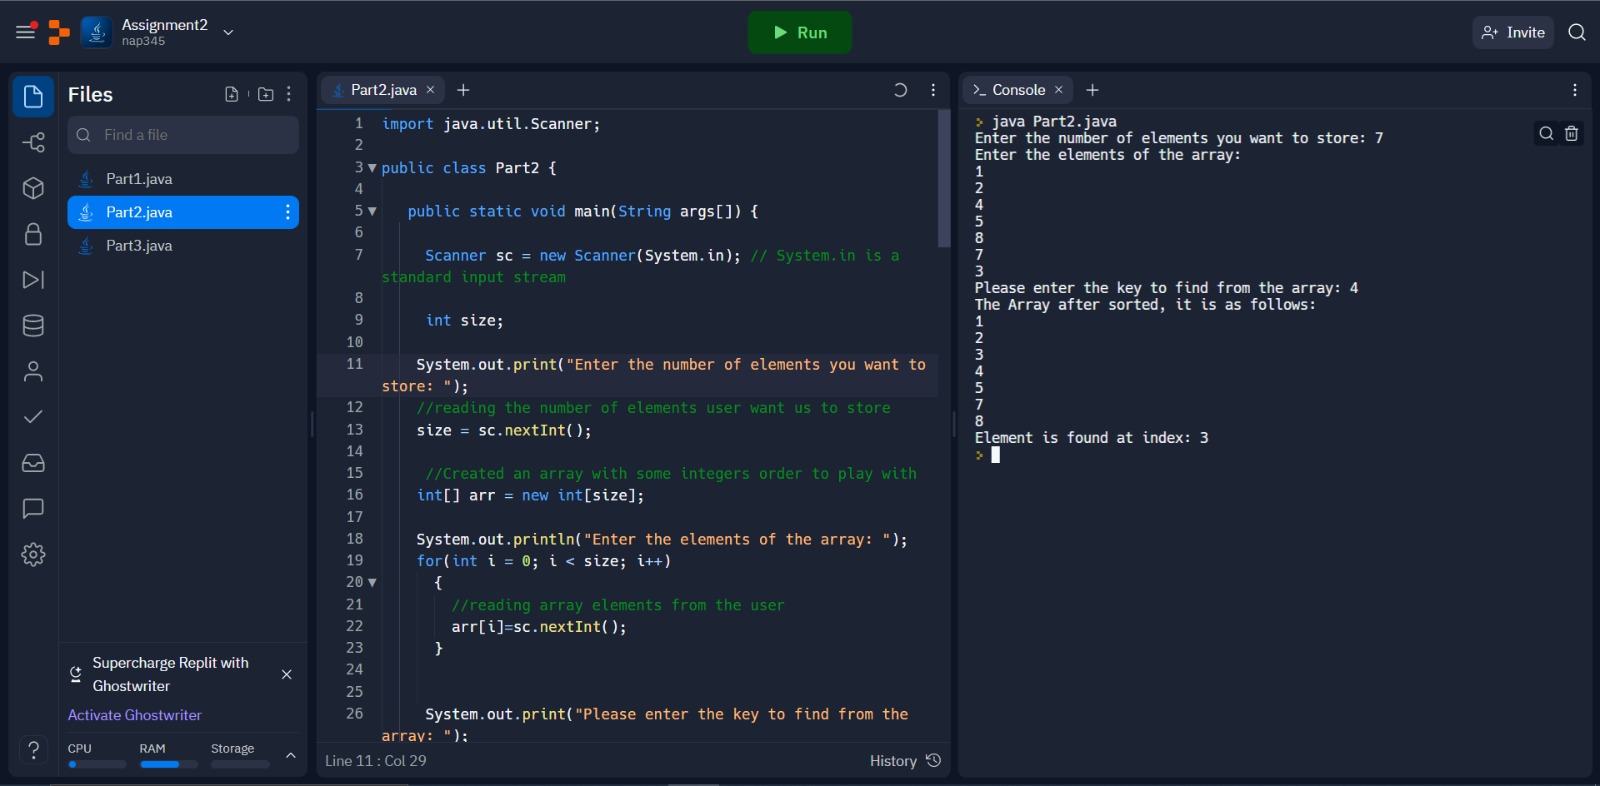 Assignment2
nap345
Run
Invite
Files
Find a file
Part1.java
Part2.java
Part3.java
Supercharge Replit with
Ghostwriter
Activate Ghostwriter
CPU RAM Storage
?
Part2.java
1 import java.util.Scanner;
2
3 public class Part2 {
4
5 public static void main(String args[]) {
6
7 Scanner sc = new Scanner(System.in); // System.in is a
standard input stream
8
9 int size;
10
11 System.out.print("Enter the number of elements you want to
store: ");
12 //reading the number of elements user want us to store
13 size = sc.nextInt();
14
15 //Created an array with some integers order to play with
16 int[] arr = new int[size];
17
18 System.out.println("Enter the elements of the array: ");
19 for(int i = 0; i < size; i++)
20 {
21 //reading array elements from the user
22 arr[i]=sc.nextInt();
23 }
24
25
26 System.out.print("Please enter the key to find from the
array: ");
Line 11 : Col 29
History
Console
java Part2.java
Enter the number of elements you want to store: 7
Enter the elements of the array:
1
2
4
5
8
7
3
Please enter the key to find from the array: 4
The Array after sorted, it is as follows:
1
2
3
4
5
7
8
Element is found at index: 3